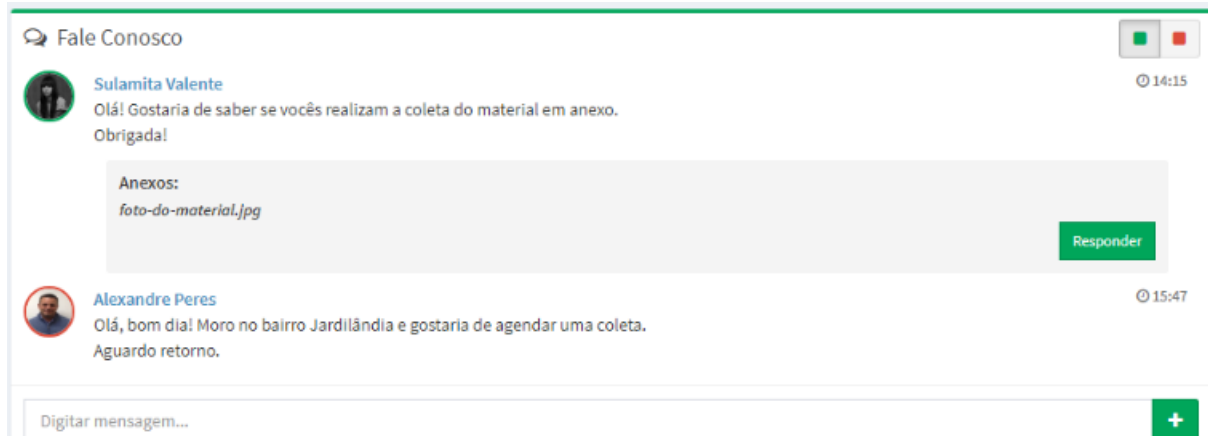 Fale Conosco
Sulamita Valente
14:15
Olá! Gostaria de saber se vocês realizam a coleta do material em anexo.
Obrigada!
Anexos:
foto-do-material.jpg
Responder
Alexandre Peres
15:47
Olá, bom dia! Moro no bairro Jardilândia e gostaria de agendar uma coleta.
Aguardo retorno.
Digitar mensagem...